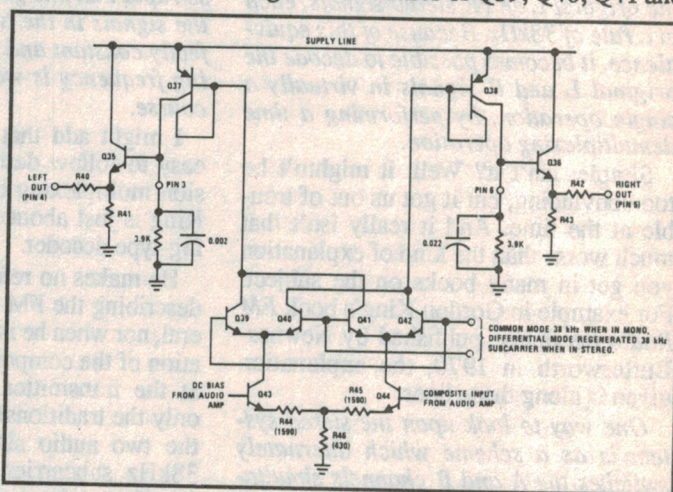 SUPPLY LINE
Q37
Q38
Q35
Q36
LEFT
OUT
(PIN 4)
R40
R41
PIN 3
3.9K
0.002
PIN 6
0.022
3.9K
R42
R43
RIGHT
OUT
(PIN 5)
Q39
Q40
Q41
Q42
COMMON MODE 38 kHz WHEN IN MONO,
DIFFERENTIAL MODE REGENERATED 38 kHz
SUBCARRIER WHEN IN STEREO.
DC BIAS
FROM AUDIO
AMP
Q43
R44
(1590)
R45
(1590)
Q44
COMPOSITE INPUT
FROM AUDIO
AMP
R46
(430)